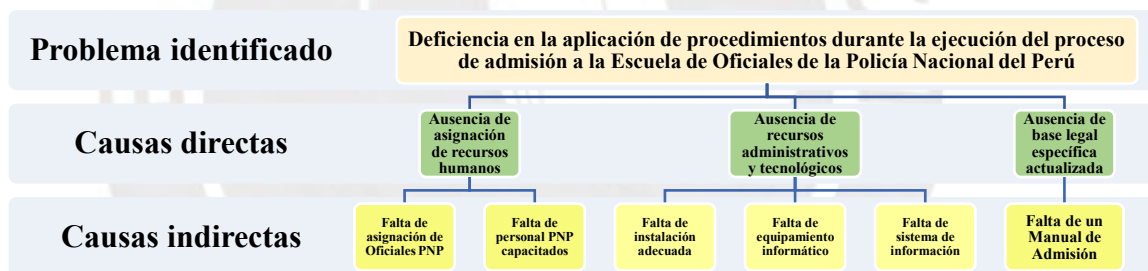 Problema identificado
Deficiencia en la aplicación de procedimientos durante la ejecución del proceso
de admisión a la Escuela de Oficiales de la Policía Nacional del Perú
Causas directas
Ausencia de
asignación
de recursos
humanos
Ausencia de
recursos
administrativos
y tecnológicos
Ausencia de
base legal
específica
actualizada
Causas indirectas
Falta de
asignación de
Oficiales PNP
Falta de
personal PNP
capacitados
Falta de
instalación
adecuada
Falta de
equipamiento
informático
Falta de
sistema de
información
Falta de un
Manual de
Admisión